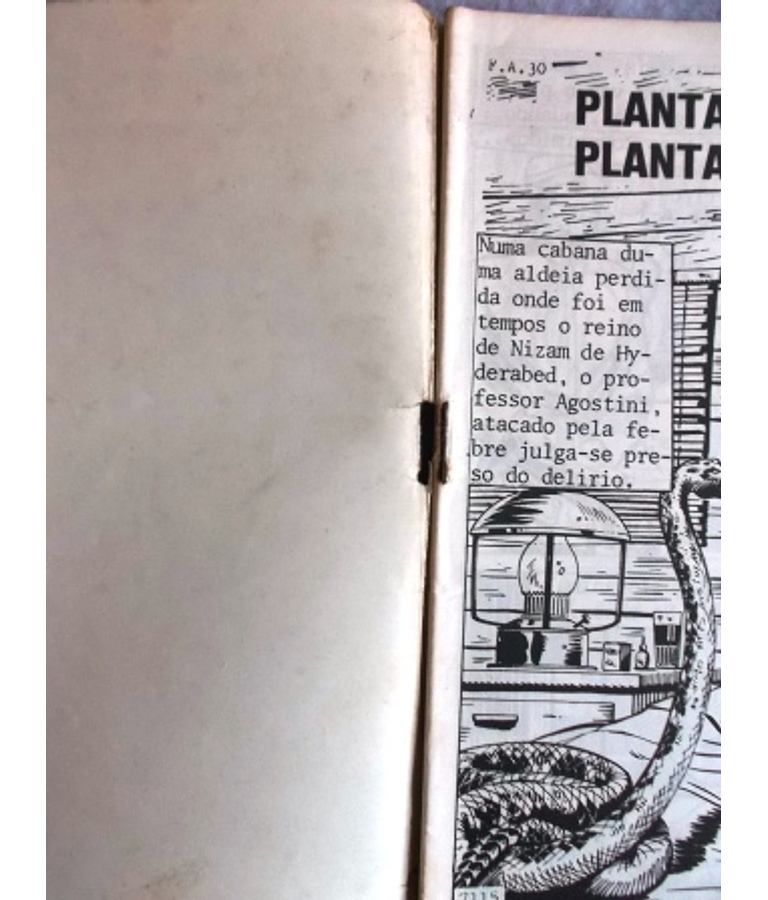 P.A.30
PLANTA
PLANTA
Numa cabana du-
ma aldeia perdi-
da onde foi em
tempos o reino
de Nizam de Hy-
derabed, o pro-
fessor Agostini,
atacado pela fe-
bre julga-se pre-
so do delirio.
7115